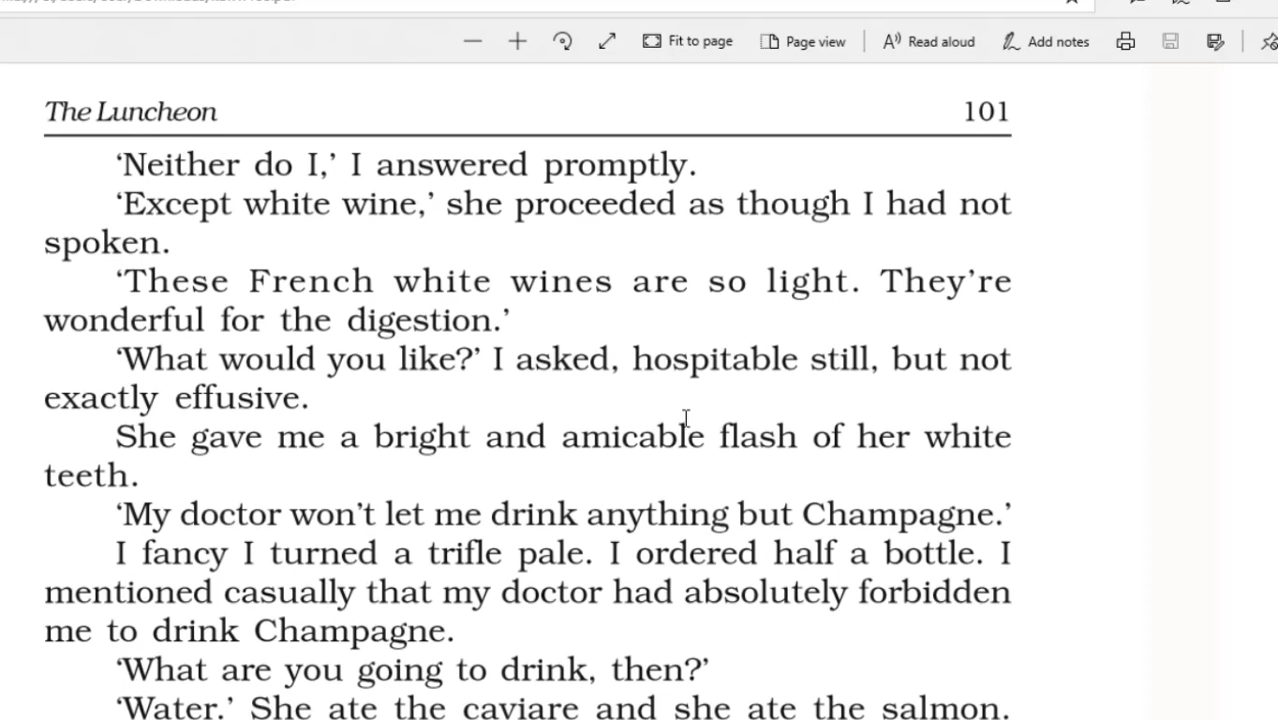 Fit to page Page view Read aloud Add notes
The Luncheon 101
‘Neither do I,’ I answered promptly.
‘Except white wine,’ she proceeded as though I had not
spoken.
‘These French white wines are so light. They’re
wonderful for the digestion.’
‘What would you like?’ I asked, hospitable still, but not
exactly effusive.
She gave me a bright and amicable flash of her white
teeth.
‘My doctor won’t let me drink anything but Champagne.’
I fancy I turned a trifle pale. I ordered half a bottle. I
mentioned casually that my doctor had absolutely forbidden
me to drink Champagne.
‘What are you going to drink, then?’
‘Water.’ She ate the caviare and she ate the salmon.